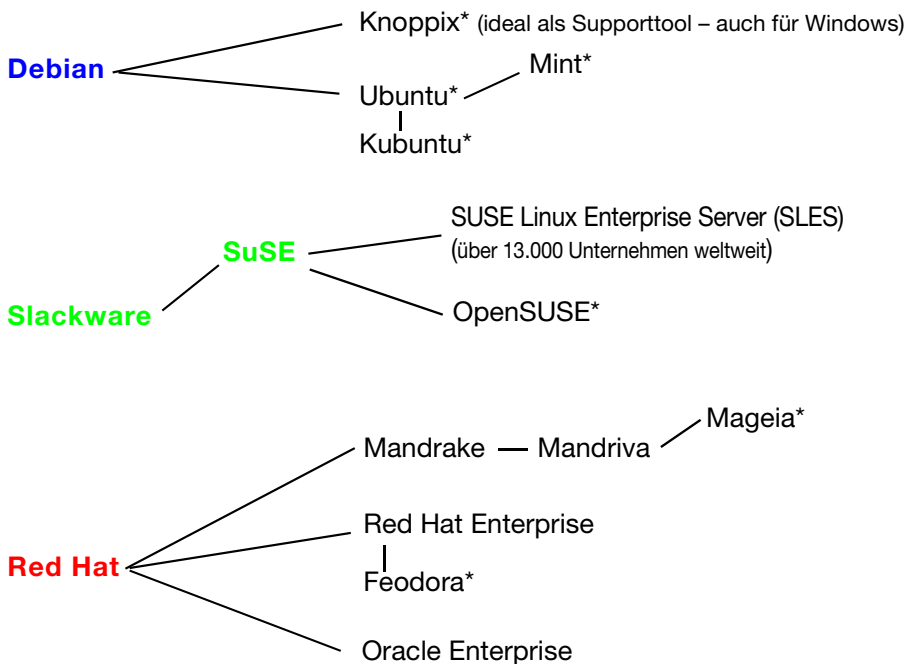 Knoppix* (ideal als Supporttool – auch für Windows)
Debian
Mint*
Ubuntu*
Kubuntu*
SUSE Linux Enterprise Server (SLES)
(über 13.000 Unternehmen weltweit)
SuSE
Slackware
OpenSUSE*
Mageia*
Mandrake
Mandriva
Red Hat Enterprise
Red Hat
Feodora*
Oracle Enterprise